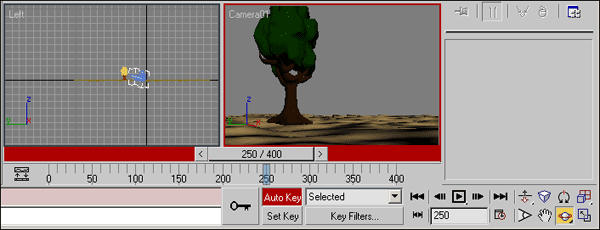 Left
Camera01
z
y
x
z
y
x
< 250 / 400 >
0 50 100 150 200 250 300 350 400
Auto Key Selected
Set Key Key Filters... 250